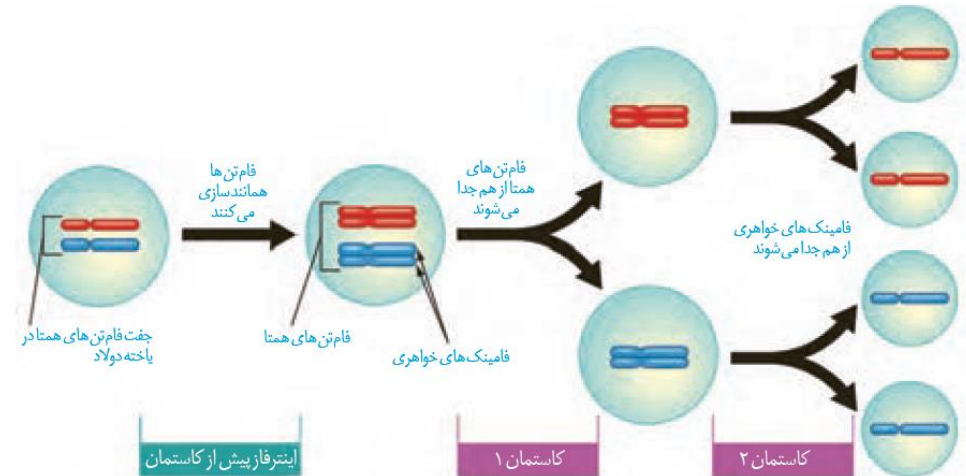 فام‌تن ها
همانندسازی
می‌کنند
فام‌تن‌های
همتا از هم جدا
می‌شوند
فامینک‌های خواهری
از هم جدا می‌شوند
جفت فام‌تن های همتا در
یاخته دولاد
فام‌تن‌های همتا
فامینک‌های خواهری
اینترفاز پیش از کاستمان
کاستمان ۱
کاستمان ۲